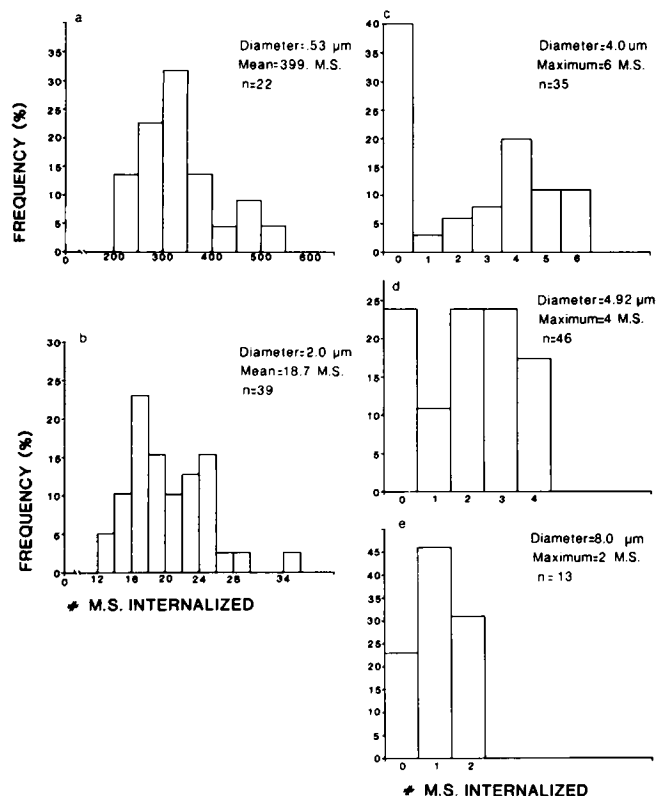 a
Diameter=.53 µm
Mean=399. M.S.
n=22
FREQUENCY (%)
35
30
25
20
15
10
5
0
0 200 300 400 500 600
b
Diameter=2.0 µm
Mean=18.7 M.S.
n=39
FREQUENCY (%)
30
25
20
15
10
5
0
0 12 16 20 24 28 34
# M.S. INTERNALIZED
c
Diameter=4.0 um
Maximum=6 M.S.
n=35
40
35
30
25
20
15
10
5
0
0 1 2 3 4 5 6
d
Diameter=4.92 µm
Maximum=4 M.S.
n=46
25
20
15
10
5
0
0 1 2 3 4
e
Diameter=8.0 µm
Maximum=2 M.S.
n= 13
45
40
35
30
25
20
15
10
5
0
0 1 2
# M.S. INTERNALIZED